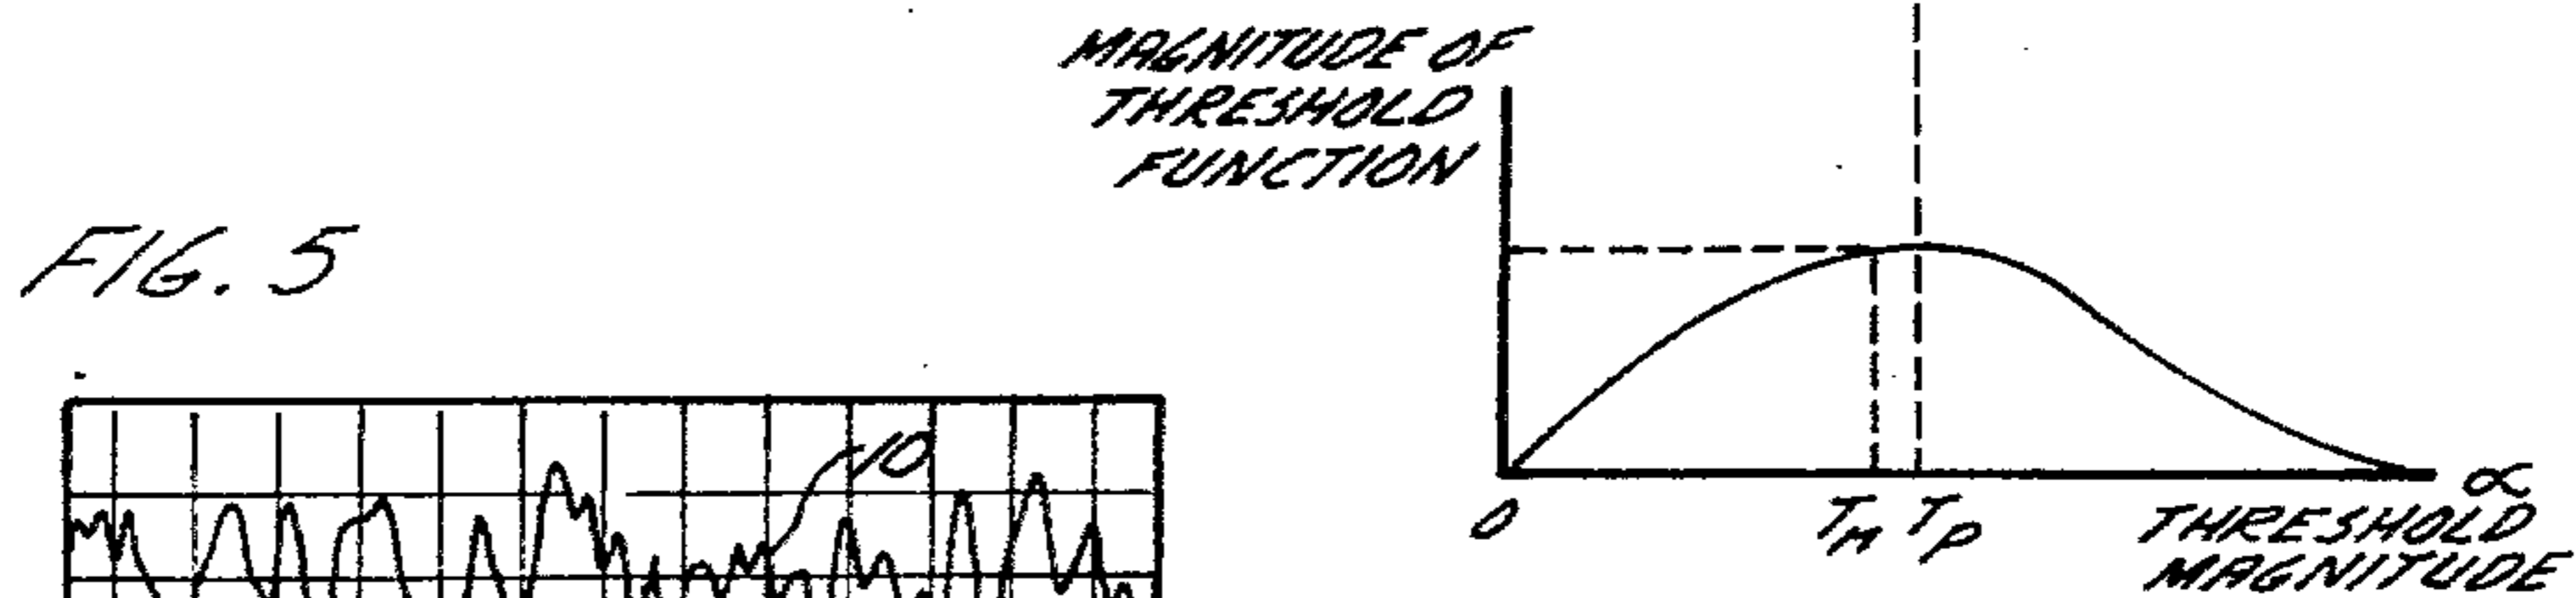 MAGNITUDE OF
THRESHOLD
FUNCTION
FIG. 5
10
0
T_M T_P
α
THRESHOLD
MAGNITUDE